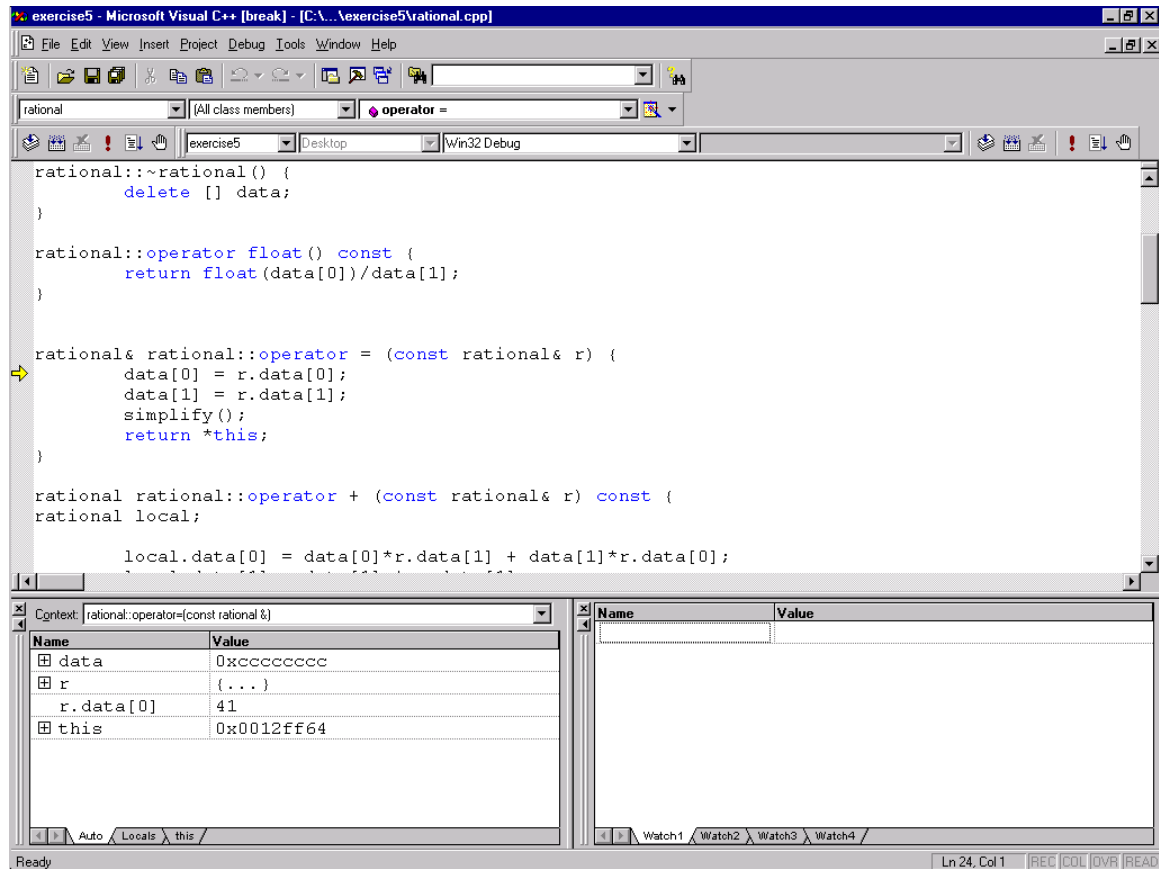 exercise5 - Microsoft Visual C++ [break] - [C:\...\exercise5\rational.cpp]
File Edit View Insert Project Debug Tools Window Help
rational (All class members) operator =
exercise5 Desktop Win32 Debug
rational::~rational() {
delete [] data;
}
rational::operator float() const {
return float(data[0])/data[1];
}
rational& rational::operator = (const rational& r) {
data[0] = r.data[0];
data[1] = r.data[1];
simplify();
return *this;
}
rational rational::operator + (const rational& r) const {
rational local;
local.data[0] = data[0]*r.data[1] + data[1]*r.data[0];
Context: rational::operator=(const rational &)
Name Value
data 0xcccccccc
r {...}
r.data[0] 41
this 0x0012ff64
Auto Locals this
Name Value
Watch1 Watch2 Watch3 Watch4
Ready Ln 24, Col 1 REC COL OVR READ